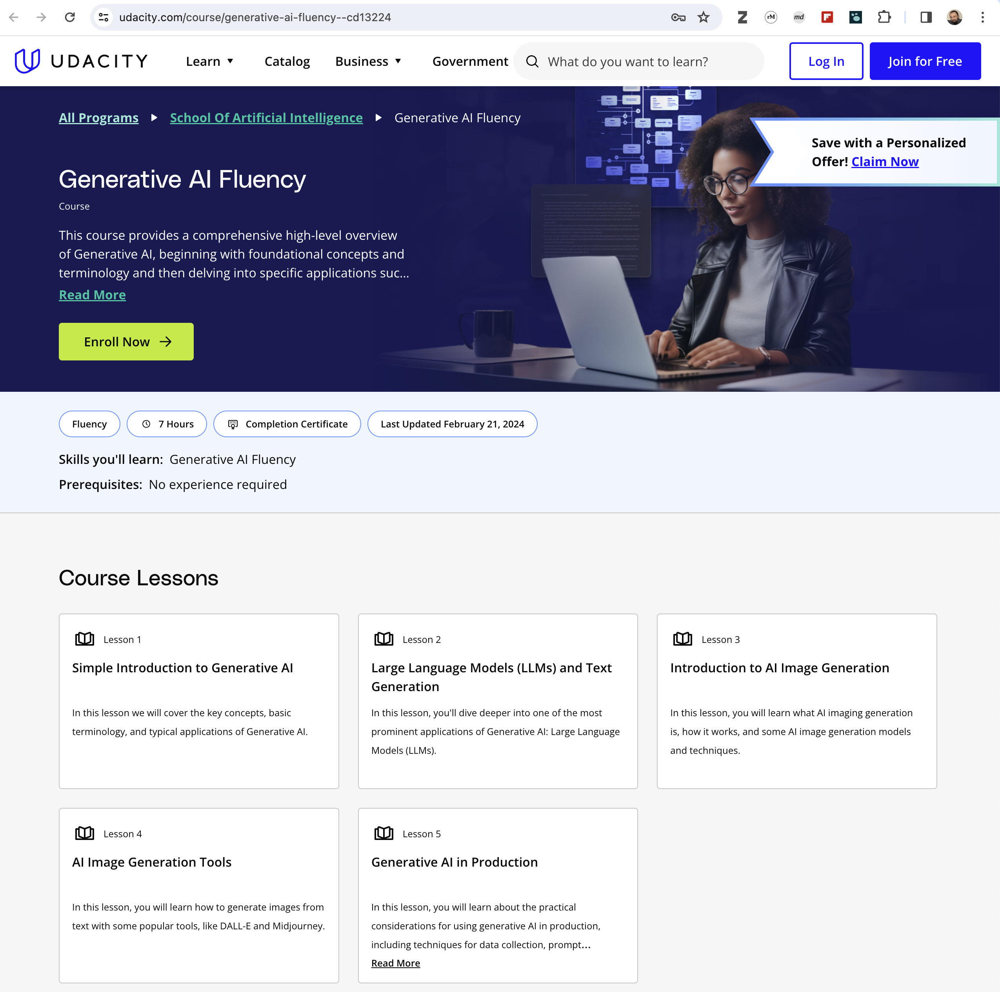 udacity.com/course/generative-ai-fluency--cd13224
rM
md
UDACITY
Learn
Catalog
Business
Government
What do you want to learn?
Log In
Join for Free
All Programs
School Of Artificial Intelligence
Generative AI Fluency
Save with a Personalized
Offer! Claim Now
Generative AI Fluency
Course
This course provides a comprehensive high-level overview
of Generative AI, beginning with foundational concepts and
terminology and then delving into specific applications suc...
Read More
Enroll Now
Fluency
7 Hours
Completion Certificate
Last Updated February 21, 2024
Skills you'll learn: Generative AI Fluency
Prerequisites: No experience required
Course Lessons
Lesson 1
Simple Introduction to Generative AI
In this lesson we will cover the key concepts, basic
terminology, and typical applications of Generative AI.
Lesson 2
Large Language Models (LLMs) and Text
Generation
In this lesson, you'll dive deeper into one of the most
prominent applications of Generative AI: Large Language
Models (LLMs).
Lesson 3
Introduction to AI Image Generation
In this lesson, you will learn what AI imaging generation
is, how it works, and some AI image generation models
and techniques.
Lesson 4
AI Image Generation Tools
In this lesson, you will learn how to generate images from
text with some popular tools, like DALL-E and Midjourney.
Lesson 5
Generative AI in Production
In this lesson, you will learn about the practical
considerations for using generative AI in production,
including techniques for data collection, prompt...
Read More